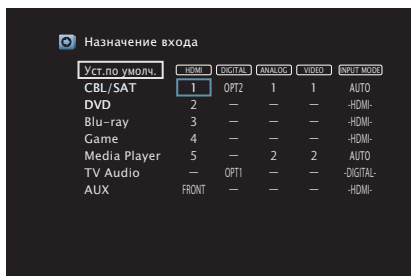 Назначение входа
Уст.по умолч. HDMI DIGITAL ANALOG VIDEO INPUT MODE
CBL/SAT 1 OPT2 1 1 AUTO
DVD 2 — — — -HDMI-
Blu-ray 3 — — — -HDMI-
Game 4 — — — -HDMI-
Media Player 5 — 2 2 AUTO
TV Audio — OPT1 — — -DIGITAL-
AUX FRONT — — — -HDMI-